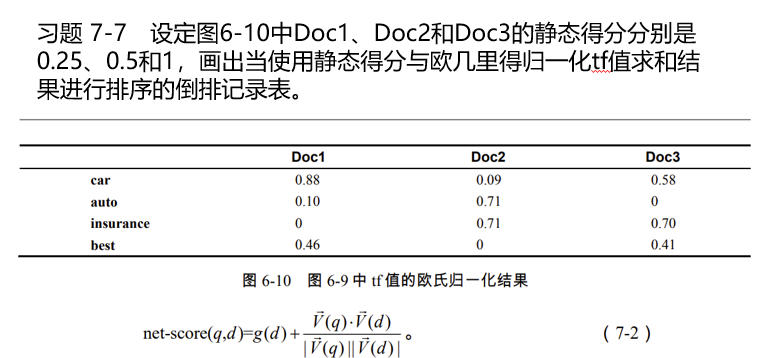 习题 7-7 设定图6-10中Doc1、Doc2和Doc3的静态得分分别是
0.25、0.5和1，画出当使用静态得分与欧几里得归一化tf值求和结
果进行排序的倒排记录表。
Doc1 Doc2 Doc3
car 0.88 0.09 0.58
auto 0.10 0.71 0
insurance 0 0.71 0.70
best 0.46 0 0.41
图 6-10 图 6-9 中 tf 值的欧氏归一化结果
net-score(q,d)=g(d)+ V⃗(q)·V⃗(d) / |V⃗(q)||V⃗(d)| 。 （7-2）